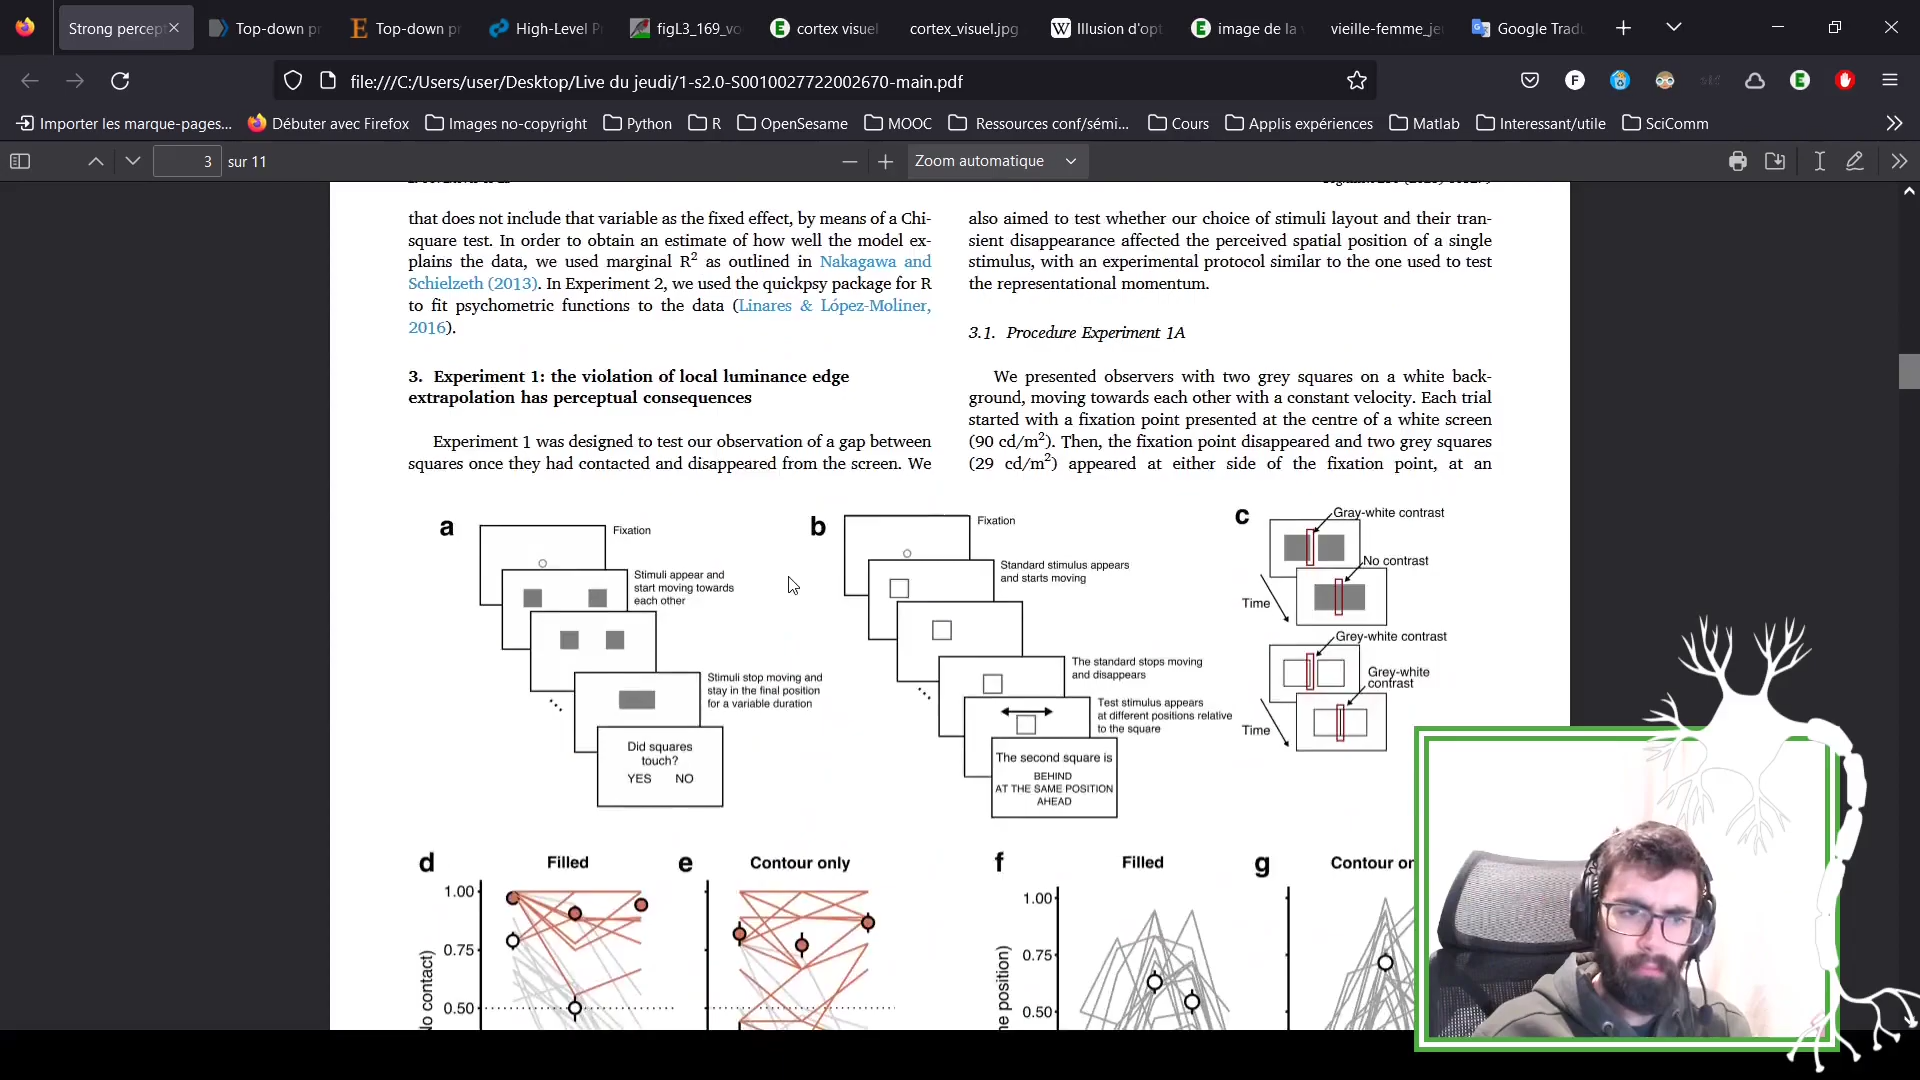 Strong percept
Top-down pr
Top-down pr
High-Level P
figL3_169_vo
cortex visuel
cortex_visuel.jpg
Illusion d'opt
image de la v
vieille-femme_je
Google Tradu
file:///C:/Users/user/Desktop/Live du jeudi/1-s2.0-S0010027722002670-main.pdf
Importer les marque-pages...
Débuter avec Firefox
Images no-copyright
Python
R
OpenSesame
MOOC
Ressources conf/sémi...
Cours
Applis expériences
Matlab
Interessant/utile
SciComm
3 sur 11
Zoom automatique
that does not include that variable as the fixed effect, by means of a Chi-
square test. In order to obtain an estimate of how well the model ex-
plains the data, we used marginal R² as outlined in Nakagawa and
Schielzeth (2013). In Experiment 2, we used the quickpsy package for R
to fit psychometric functions to the data (Linares & López-Moliner,
2016).
3. Experiment 1: the violation of local luminance edge
extrapolation has perceptual consequences
Experiment 1 was designed to test our observation of a gap between
squares once they had contacted and disappeared from the screen. We
also aimed to test whether our choice of stimuli layout and their tran-
sient disappearance affected the perceived spatial position of a single
stimulus, with an experimental protocol similar to the one used to test
the representational momentum.
3.1. Procedure Experiment 1A
We presented observers with two grey squares on a white back-
ground, moving towards each other with a constant velocity. Each trial
started with a fixation point presented at the centre of a white screen
(90 cd/m²). Then, the fixation point disappeared and two grey squares
(29 cd/m²) appeared at either side of the fixation point, at an
a
Fixation
Stimuli appear and
start moving towards
each other
Stimuli stop moving and
stay in the final position
for a variable duration
Did squares
touch?
YES NO
b
Fixation
Standard stimulus appears
and starts moving
The standard stops moving
and disappears
Test stimulus appears
at different positions relative
to the square
The second square is
BEHIND
AT THE SAME POSITION
AHEAD
c
Gray-white contrast
No contrast
Time
Grey-white contrast
Grey-white
contrast
Time
d
Filled
1.00
0.75
0.50
No contact)
e
Contour only
f
Filled
1.00
0.75
0.50
ne position)
g
Contour or